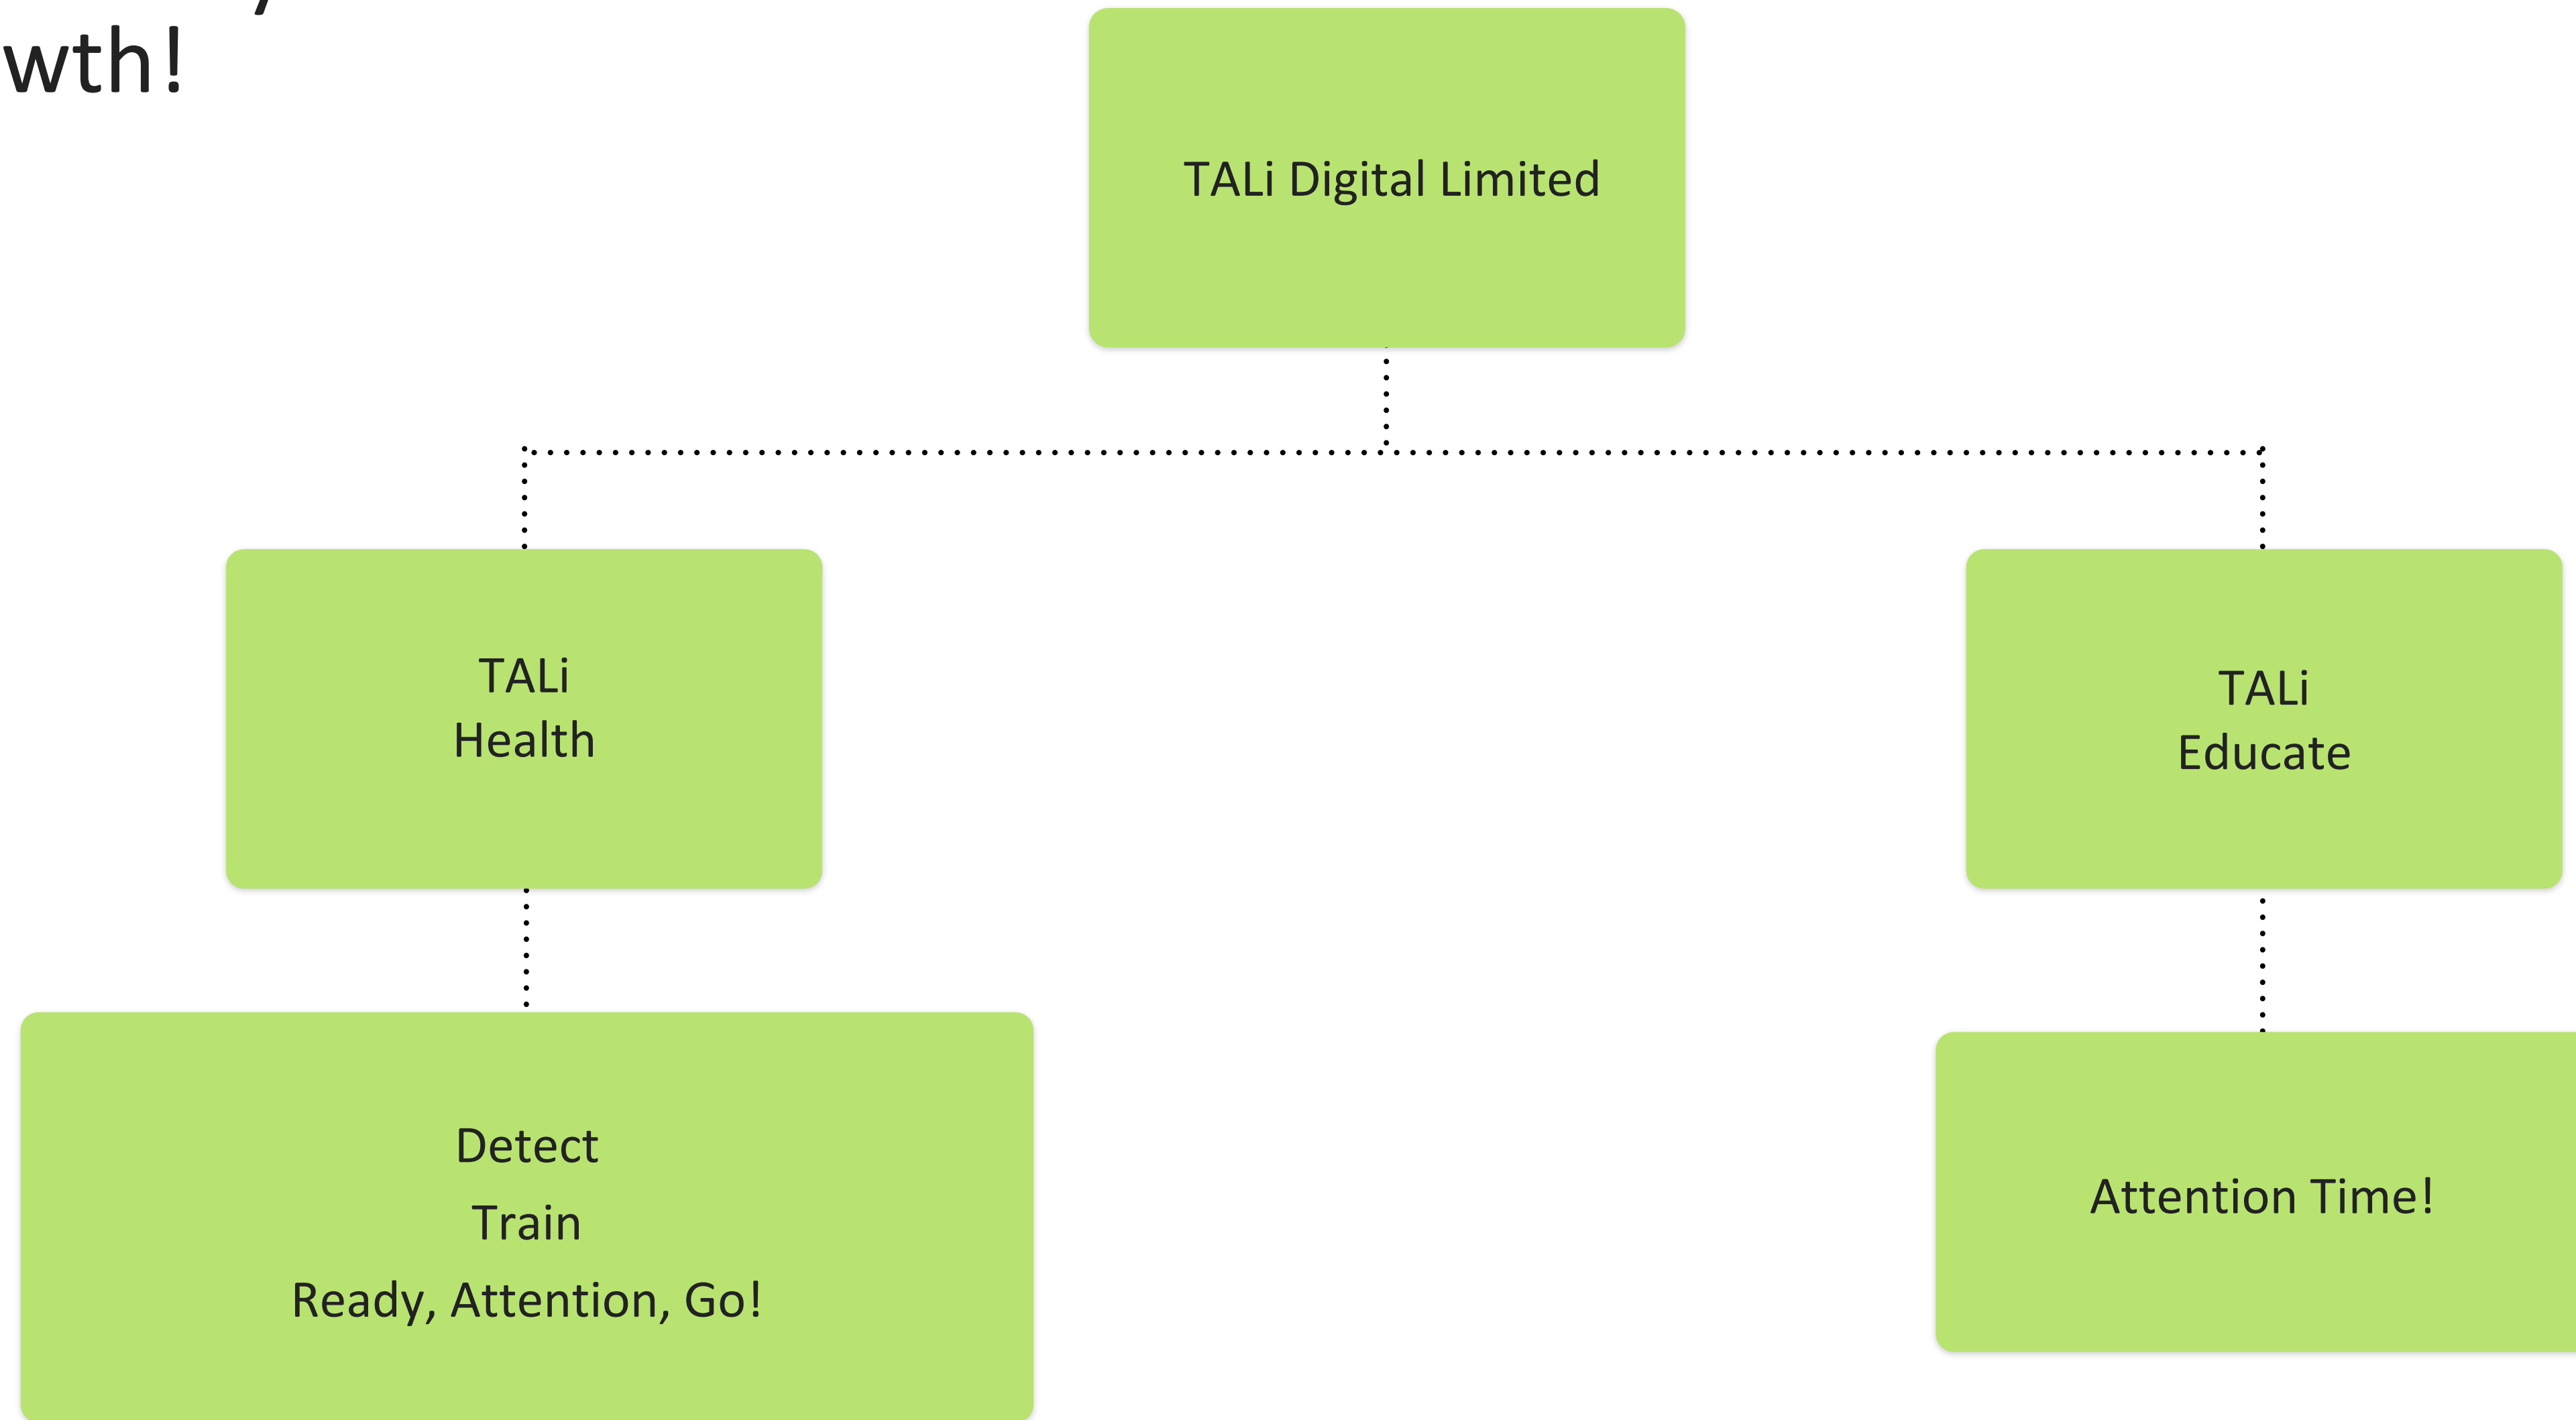 wth!
TALi Digital Limited
TALi
Health
TALi
Educate
Detect
Train
Ready, Attention, Go!
Attention Time!